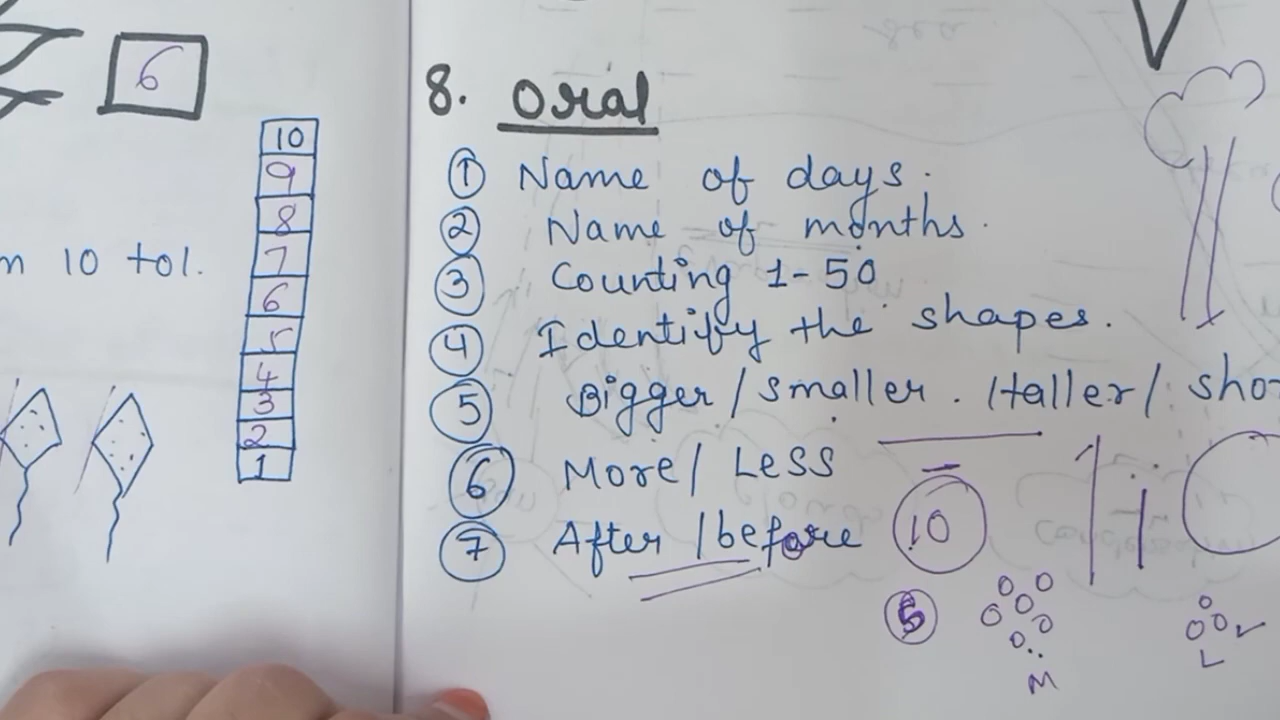 6
10
9
8
7
6
5
4
3
2
1
10 to1.
8. Oral
1 Name of days.
2 Name of months.
3 Counting 1-50
4 Identify the shapes.
5 Bigger/smaller. taller/ sho
6 More/ Less
7 After/before
10
5
M
L